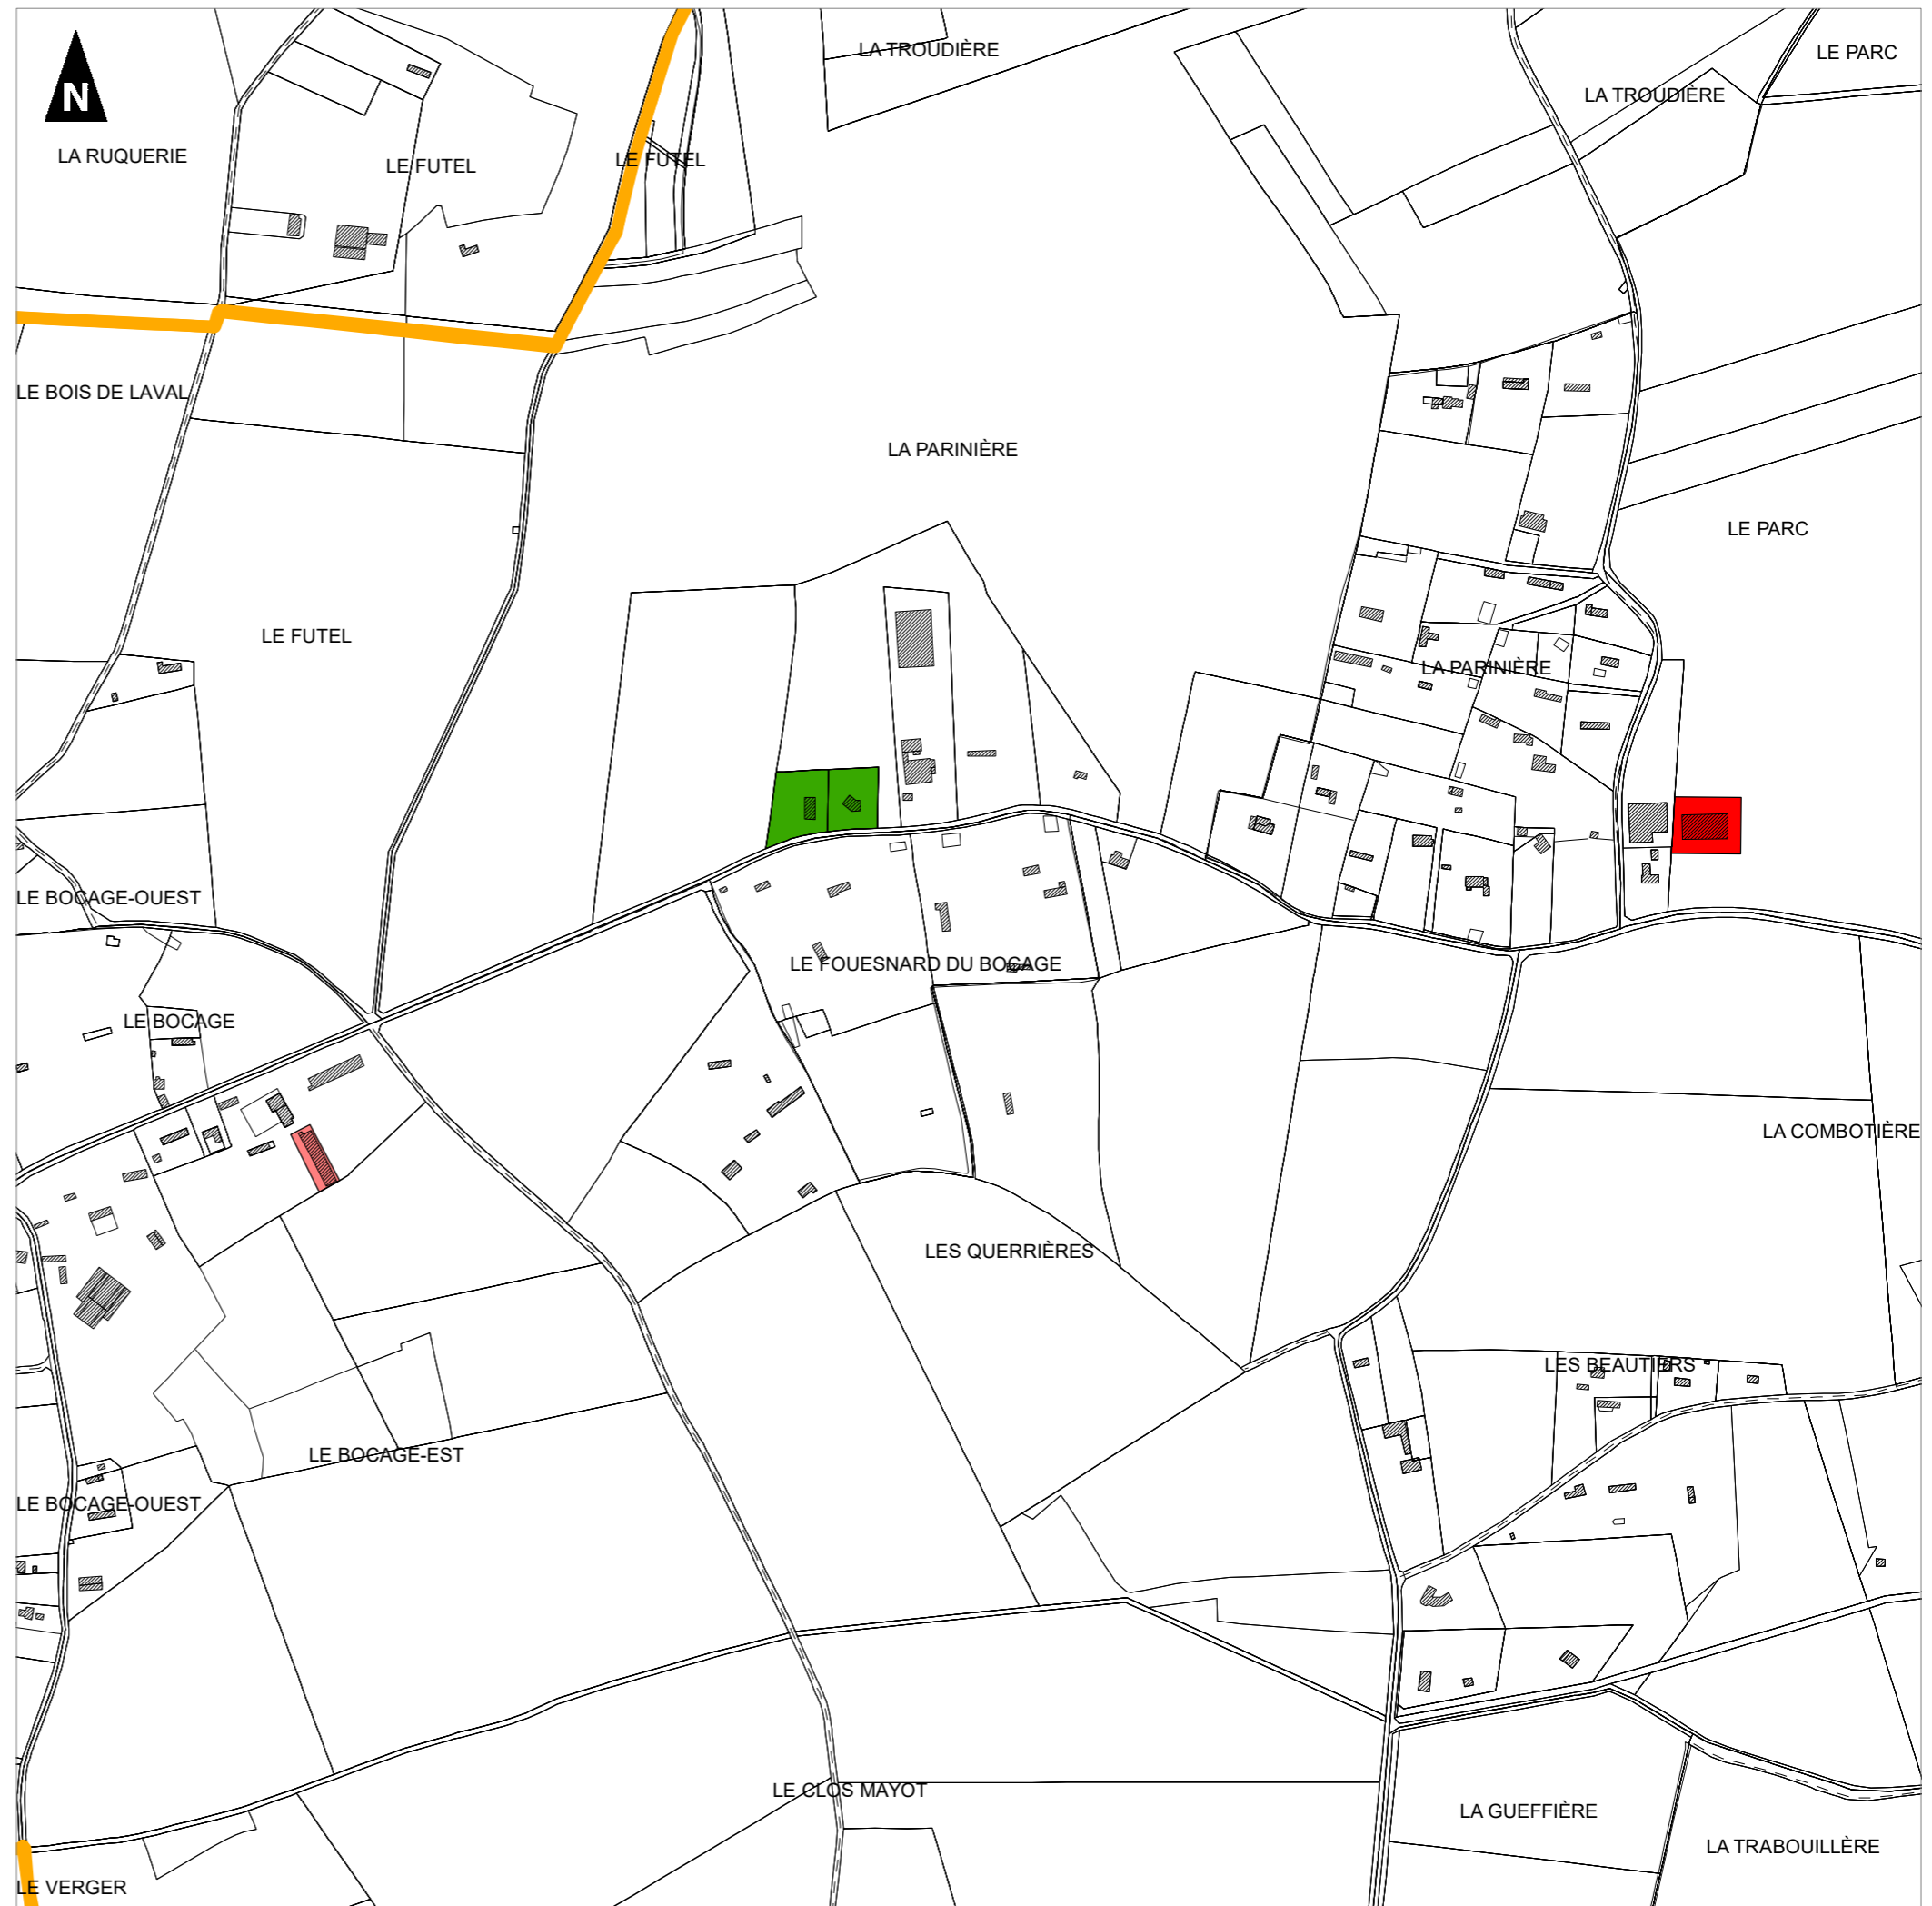 LA TROUDIÈRE
LE PARC
N
LA TROUDIÈRE
LA RUQUERIE
LE FUTEL
LE FUTEL
LE BOIS DE LAVAL
LA PARINIÈRE
LE PARC
LE FUTEL
LA PARINIÈRE
LE BOCAGE-OUEST
LE FOUESNARD DU BOCAGE
LE BOCAGE
LA COMBOTIÈRE
LES QUERRIÈRES
LES BEAUTIERS
LE BOCAGE-EST
LE BOCAGE-OUEST
LE CLOS MAYOT
LA GUEFFIÈRE
LA TRABOUILLÈRE
LE VERGER